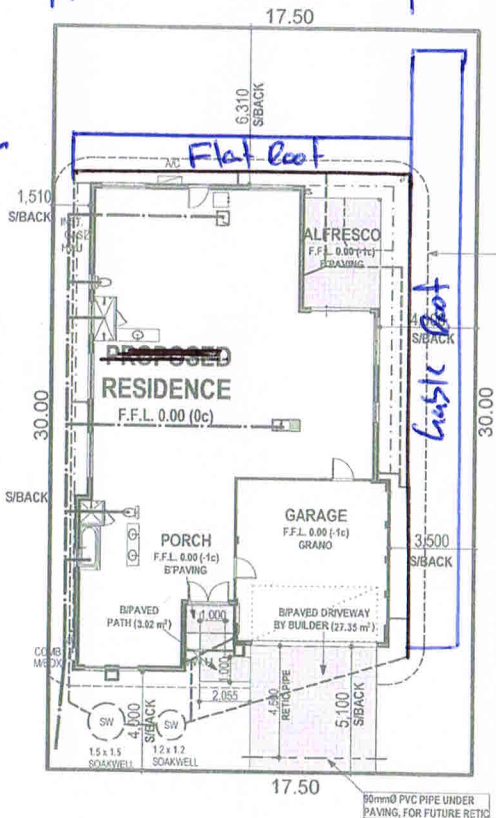 17.50
6,310
S/BACK
Flat Roof
A/C
1,510
S/BACK
ALFRESCO
F.F.L. 0.00 (-1c)
B'PAVING
PROPOSED
RESIDENCE
F.F.L. 0.00 (0c)
Gable Roof
30.00
30.00
S/BACK
GARAGE
F.F.L. 0.00 (-1c)
GRANO
PORCH
F.F.L. 0.00 (-1c)
B'PAVING
3,500
S/BACK
B/PAVED
PATH (3.02 m²)
1,000
B/PAVED DRIVEWAY
BY BUILDER (27.35 m²)
COMB
M/BOX
1,000
2,055
4,000
S/BACK
4,500
RETIC PIPE
5,100
S/BACK
SW
SW
1.5 x 1.5
SOAKWELL
1.2 x 1.2
SOAKWELL
17.50
90mmØ PVC PIPE UNDER
PAVING, FOR FUTURE RETIC